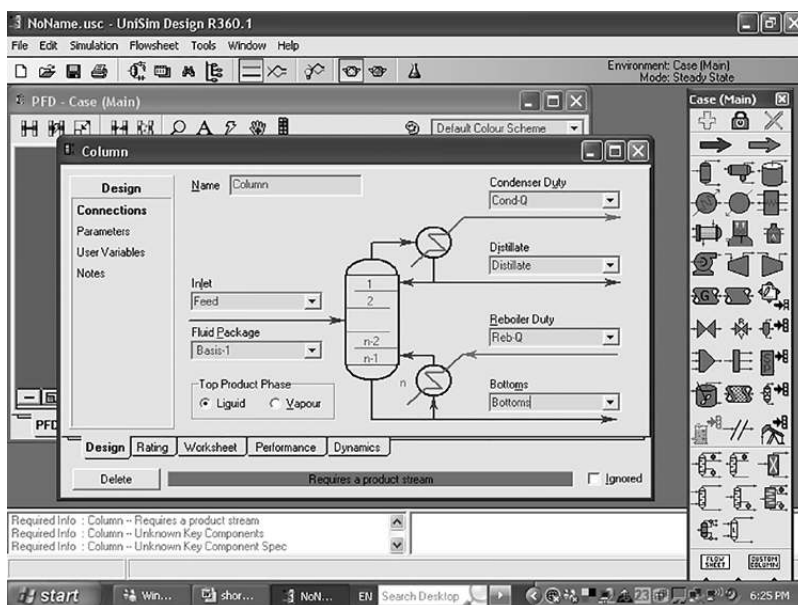 NoName.usc - UniSim Design R360.1
File Edit Simulation Flowsheet Tools Window Help
Environment: Case (Main)
Mode: Steady State
PFD - Case (Main)
Default Colour Scheme
Case (Main)
Column
Design
Connections
Parameters
User Variables
Notes
Name
Column
Condenser Duty
Cond-Q
Distillate
Distillate
Inlet
Feed
Fluid Package
Basis-1
Top Product Phase
Liquid
Vapour
1
2
n-2
n-1
n
Reboiler Duty
Reb-Q
Bottoms
Bottoms
PFD
Design Rating Worksheet Performance Dynamics
Delete
Requires a product stream
Ignored
Required Info : Column -- Requires a product stream
Required Info : Column -- Unknown Key Components
Required Info : Column -- Unknown Key Component Spec
FLOW
SHEET
CUSTOM
COLUMN
start
Win...
shor...
NoN...
EN
Search Desktop
23
6:25 PM